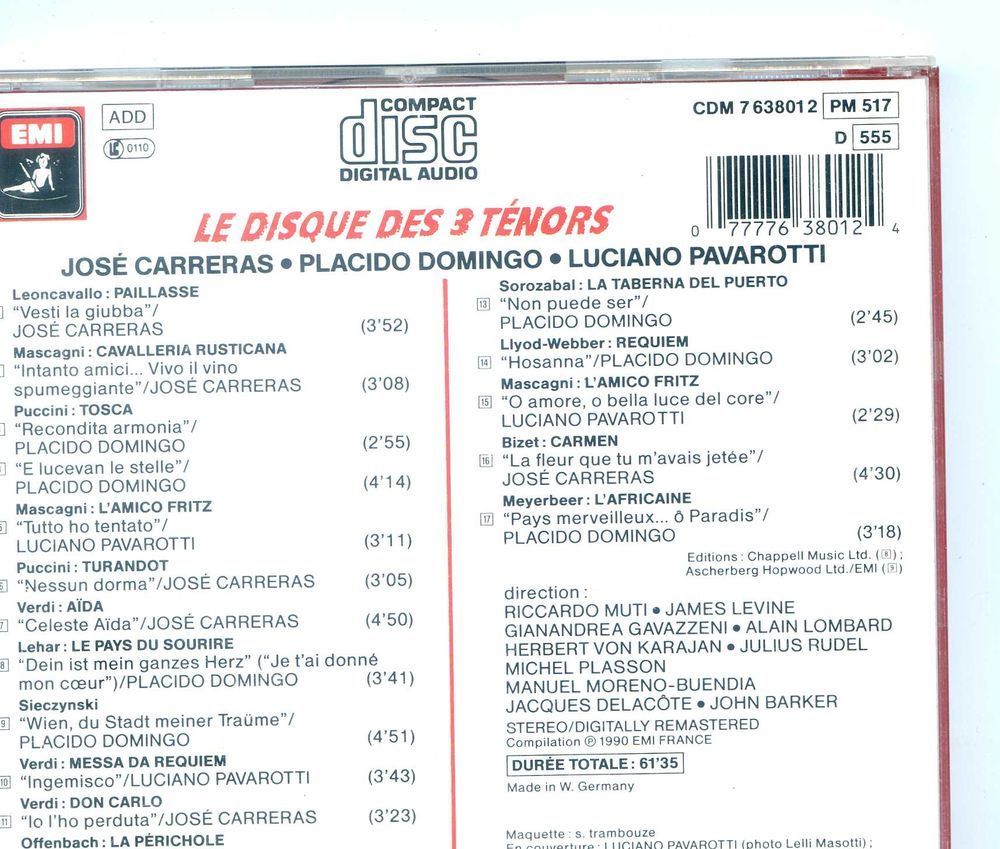 EMI
ADD
LC 0110
COMPACT
disc
DIGITAL AUDIO
CDM 7 638012 PM 517
D 555
0 77776 38012 4
LE DISQUE DES 3 TÉNORS
JOSÉ CARRERAS • PLACIDO DOMINGO • LUCIANO PAVAROTTI
Leoncavallo : PAILLASSE
"Vesti la giubba"/
JOSÉ CARRERAS (3'52)
Mascagni : CAVALLERIA RUSTICANA
"Intanto amici... Vivo il vino
spumeggiante"/JOSÉ CARRERAS (3'08)
Puccini : TOSCA
"Recondita armonia"/
PLACIDO DOMINGO (2'55)
"E lucevan le stelle"/
PLACIDO DOMINGO (4'14)
Mascagni : L'AMICO FRITZ
5 "Tutto ho tentato"/
LUCIANO PAVAROTTI (3'11)
Puccini : TURANDOT
6 "Nessun dorma"/JOSÉ CARRERAS (3'05)
Verdi : AÏDA
7 "Celeste Aïda"/JOSÉ CARRERAS (4'50)
Lehar : LE PAYS DU SOURIRE
8 "Dein ist mein ganzes Herz" ("Je t'ai donné
mon cœur")/PLACIDO DOMINGO (3'41)
Sieczynski
9 "Wien, du Stadt meiner Traüme"/
PLACIDO DOMINGO (4'51)
Verdi : MESSA DA REQUIEM
10 "Ingemisco"/LUCIANO PAVAROTTI (3'43)
Verdi : DON CARLO
11 "Io l'ho perduta"/JOSÉ CARRERAS (3'23)
Offenbach : LA PÉRICHOLE
Sorozabal : LA TABERNA DEL PUERTO
13 "Non puede ser"/
PLACIDO DOMINGO (2'45)
Llyod-Webber : REQUIEM
14 "Hosanna"/PLACIDO DOMINGO (3'02)
Mascagni : L'AMICO FRITZ
15 "O amore, o bella luce del core"/
LUCIANO PAVAROTTI (2'29)
Bizet : CARMEN
16 "La fleur que tu m'avais jetée"/
JOSÉ CARRERAS (4'30)
Meyerbeer : L'AFRICAINE
17 "Pays merveilleux... ô Paradis"/
PLACIDO DOMINGO (3'18)
Editions : Chappell Music Ltd. (8) ;
Ascherberg Hopwood Ltd./EMI (9)
direction :
RICCARDO MUTI • JAMES LEVINE
GIANANDREA GAVAZZENI • ALAIN LOMBARD
HERBERT VON KARAJAN • JULIUS RUDEL
MICHEL PLASSON
MANUEL MORENO-BUENDIA
JACQUES DELACÔTE • JOHN BARKER
STEREO/DIGITALLY REMASTERED
Compilation ℗ 1990 EMI FRANCE
DURÉE TOTALE : 61'35
Made in W. Germany
Maquette : s. trambouze
En couverture : LUCIANO PAVAROTTI (photo Lelli Masotti) ;